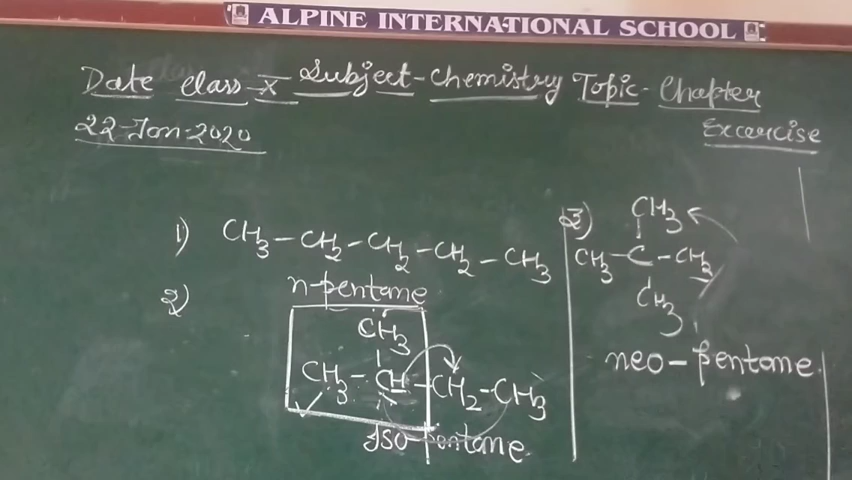 ALPINE INTERNATIONAL SCHOOL
Date Class-X Subject-Chemistry Topic-Chapter
22-Jan-2020 Excercise
1) CH3-CH2-CH2-CH2-CH3
n-pentane
2)
CH3
CH3-CH-CH2-CH3
Iso-pentane.
3) CH3
CH3-C-CH3
CH3
neo-pentane.